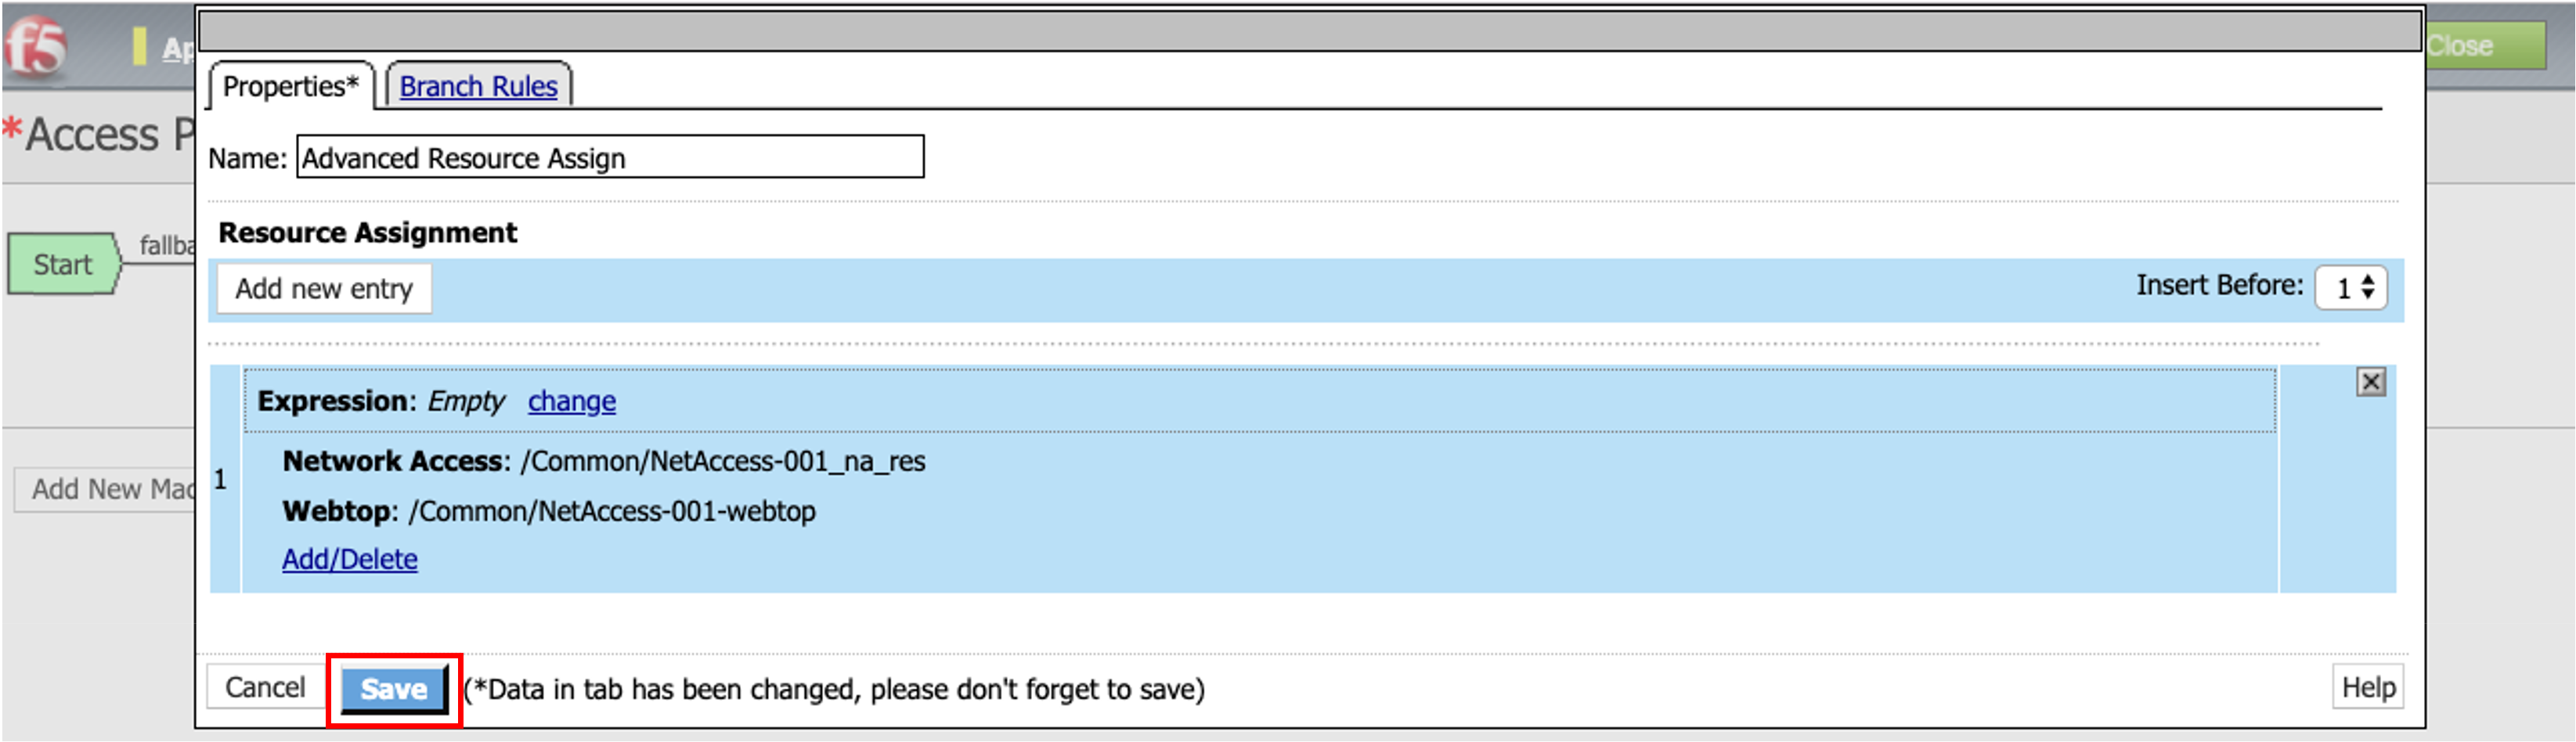 f5
Close
Properties*
Branch Rules
*Access P
Name: Advanced Resource Assign
Resource Assignment
Start
Add new entry
Insert Before: 1
Expression: Empty change
1
Network Access: /Common/NetAccess-001_na_res
Add New Mac
Webtop: /Common/NetAccess-001-webtop
Add/Delete
Cancel
Save
(*Data in tab has been changed, please don't forget to save)
Help